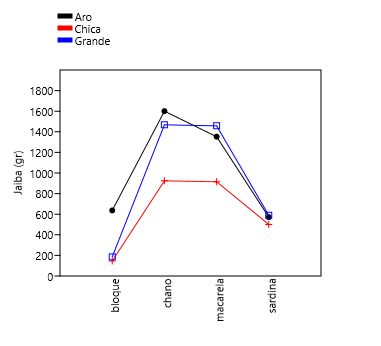 Aro
Chica
Grande
Jaiba (gr)
1800
1600
1400
1200
1000
800
600
400
200
0
bloque
chano
macarela
sardina